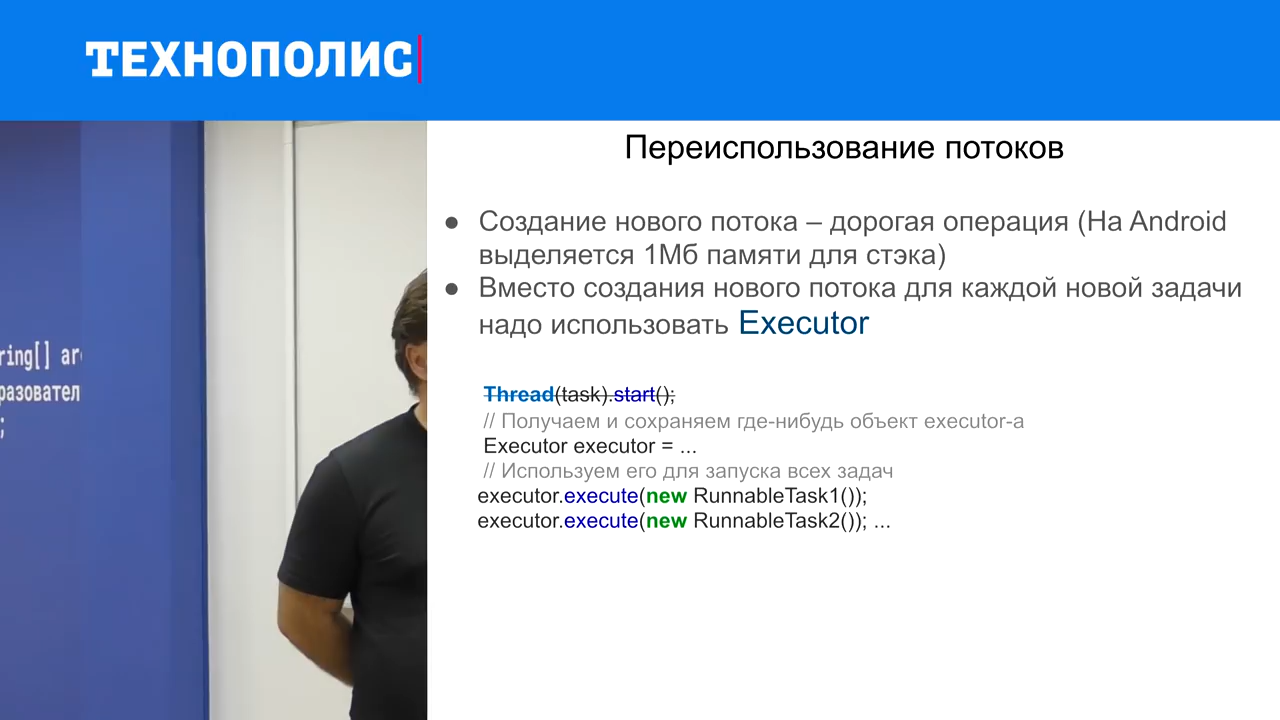 ТЕХНОПОЛИС
Переиспользование потоков
● Создание нового потока – дорогая операция (На Android
выделяется 1Мб памяти для стэка)
● Вместо создания нового потока для каждой новой задачи
надо использовать Executor
Thread(task).start();
// Получаем и сохраняем где-нибудь объект executor-а
Executor executor = ...
// Используем его для запуска всех задач
executor.execute(new RunnableTask1());
executor.execute(new RunnableTask2()); ...
ring[] ar
разовател
;